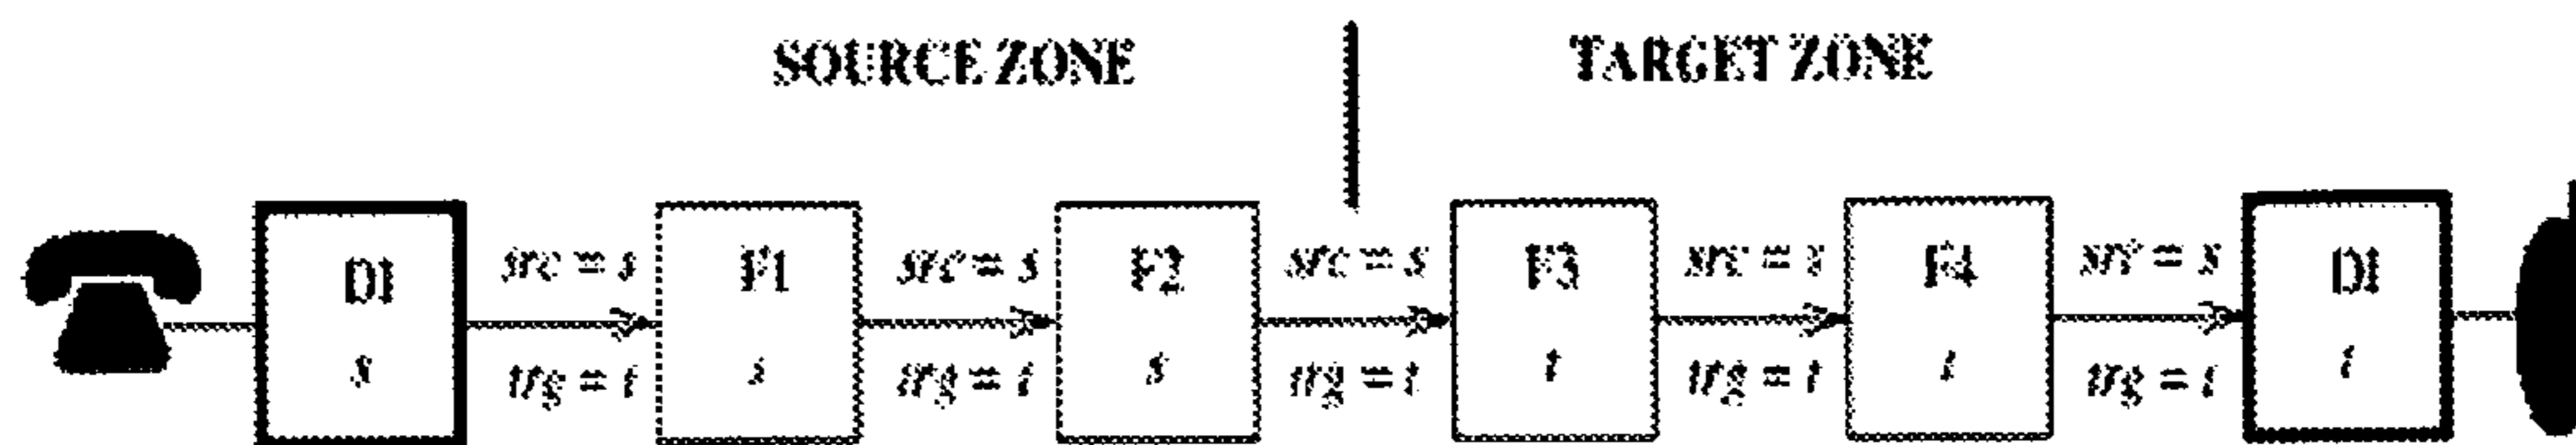 SOURCE ZONE
TARGET ZONE
src = s
src = s
src = s
src = s
src = s
DI
F1
F2
F3
F4
DI
s
s
s
t
t
t
trg = t
trg = t
trg = t
trg = t
trg = t